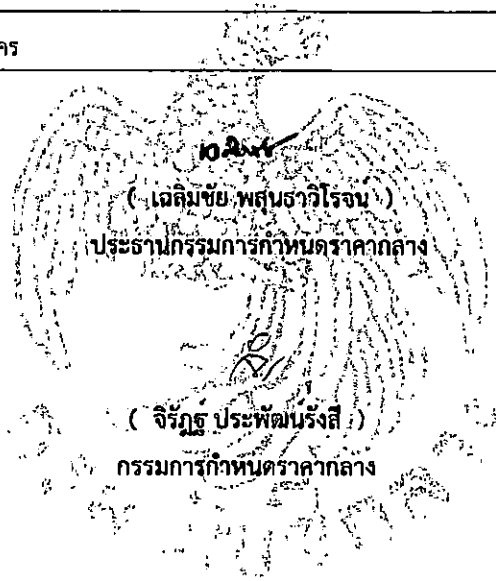 ( เฉลิมชัย พสุนธาวิโรจน์ )
ประธานกรรมการกำหนดราคากลาง
( จิรัฏฐ์ ประพัฒน์รังสี )
กรรมการกำหนดราคากลาง